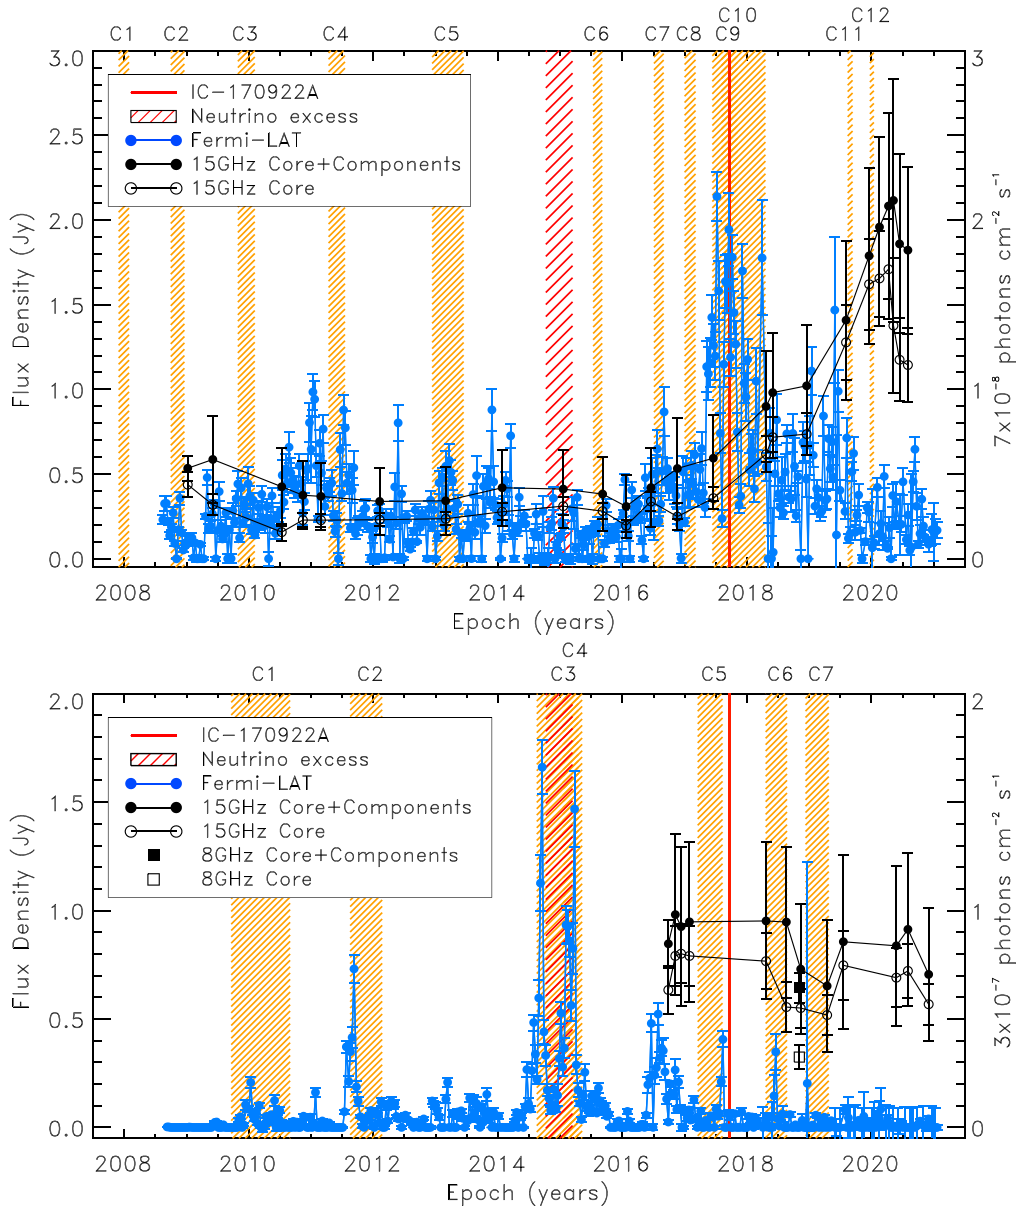 C10 C12
C1 C2 C3 C4 C5 C6 C7 C8 C9 C11
3.0 3
IC-170922A
Neutrino excess
Fermi-LAT
15GHz Core+Components
15GHz Core
2.5
2.0 2
1.5
1.0 1
0.5
0.0 0
Flux Density (Jy)
7x10⁻⁸ photons cm⁻² s⁻¹
2008 2010 2012 2014 2016 2018 2020
Epoch (years)
C4
C1 C2 C3 C5 C6 C7
2.0 2
IC-170922A
Neutrino excess
Fermi-LAT
15GHz Core+Components
15GHz Core
8GHz Core+Components
8GHz Core
1.5
1.0 1
0.5
0.0 0
Flux Density (Jy)
3x10⁻⁷ photons cm⁻² s⁻¹
2008 2010 2012 2014 2016 2018 2020
Epoch (years)